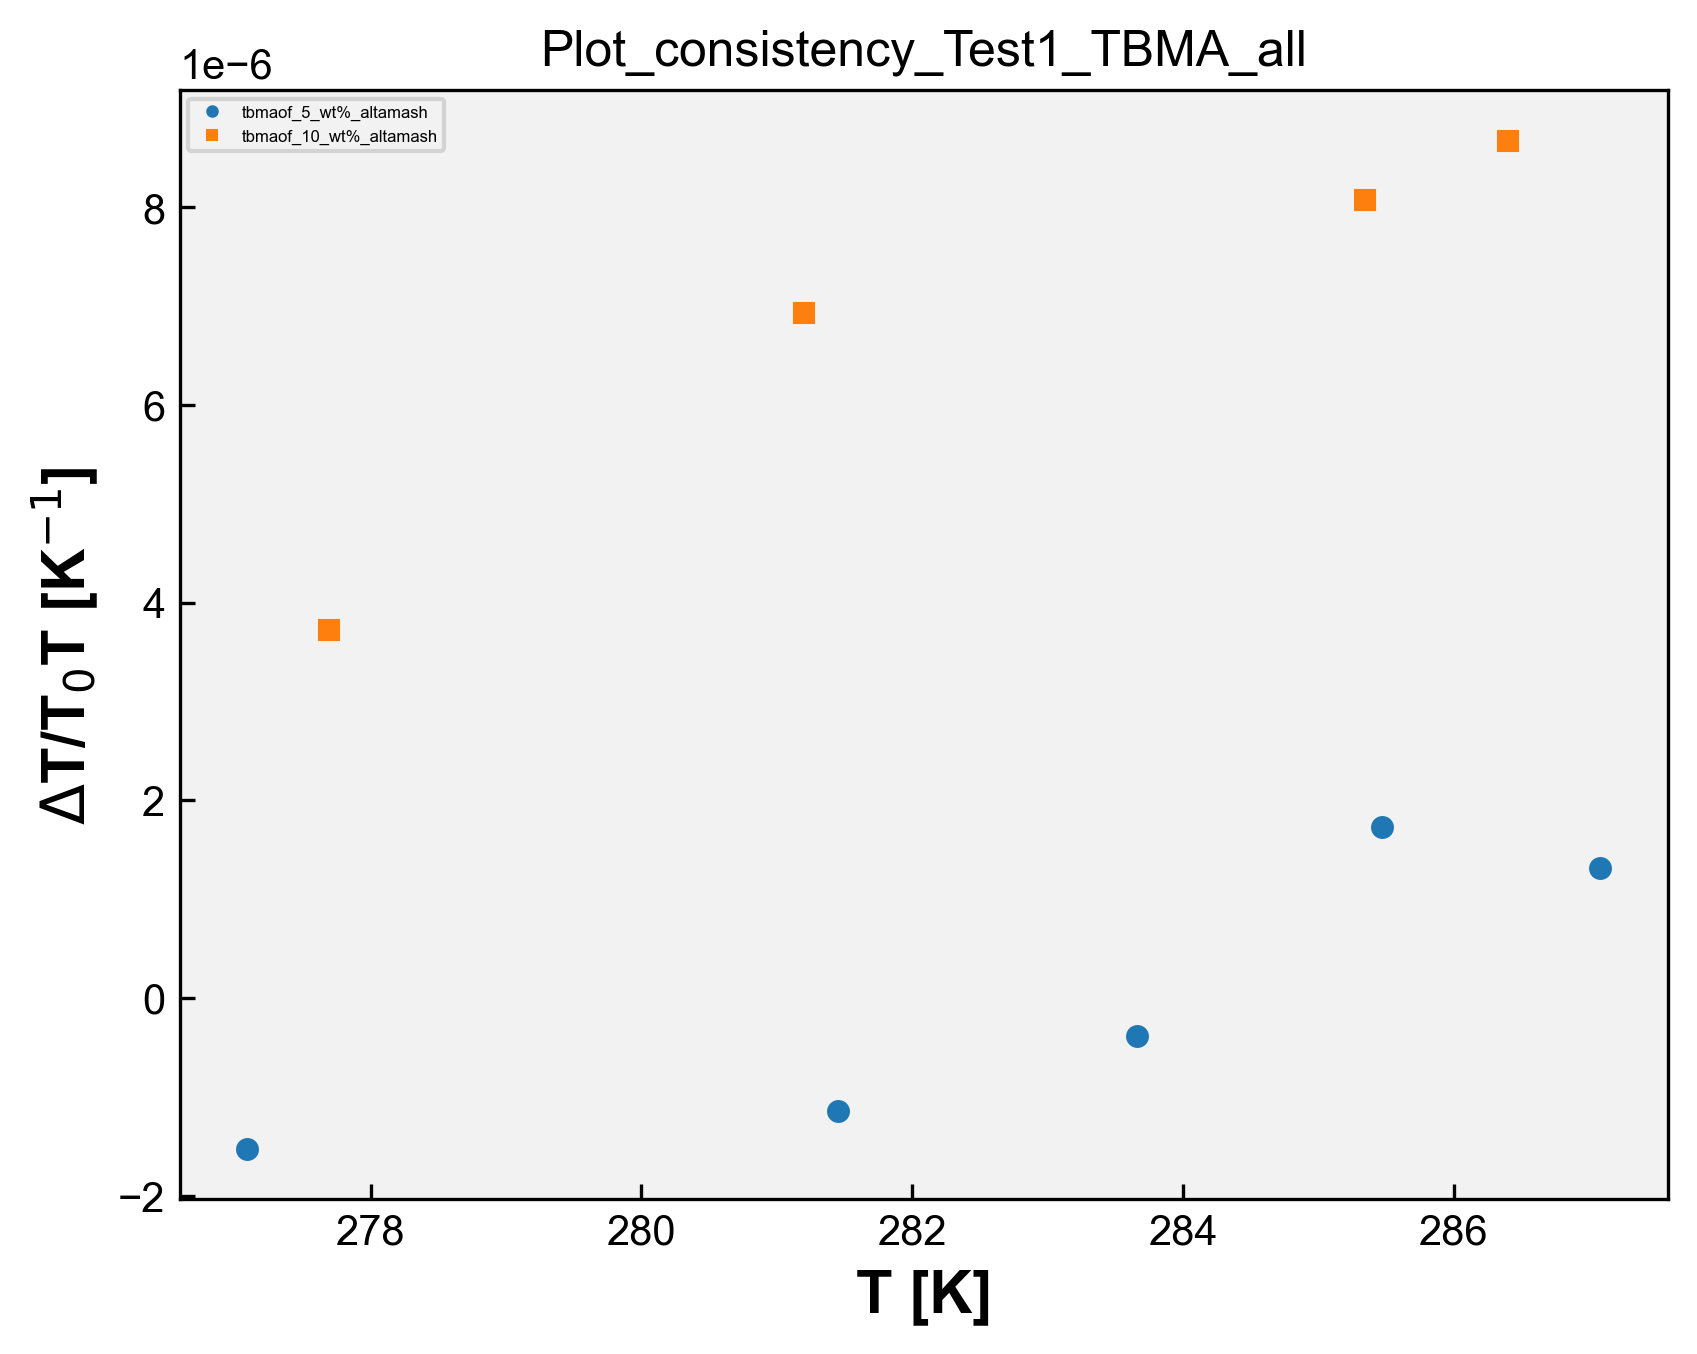 Plot_consistency_Test1_TBMA_all
1e−6
tbmaof_5_wt%_altamash
tbmaof_10_wt%_altamash
8
6
4
2
0
−2
ΔT/T₀T [K⁻¹]
278 280 282 284 286
T [K]